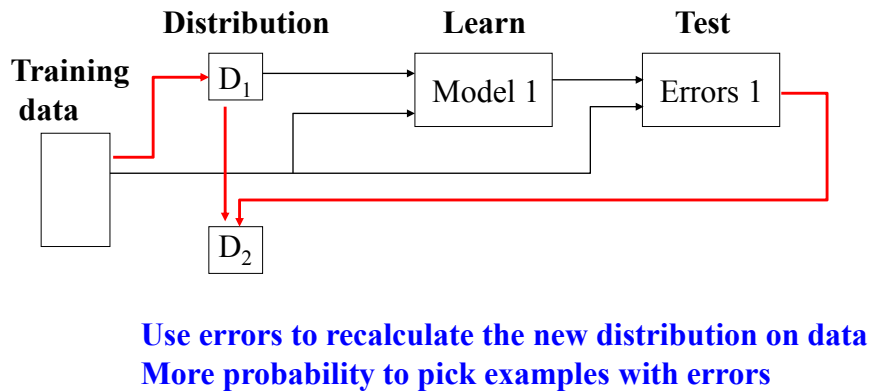 Distribution Learn Test
Training
data
D₁
Model 1
Errors 1
D₂
Use errors to recalculate the new distribution on data
More probability to pick examples with errors